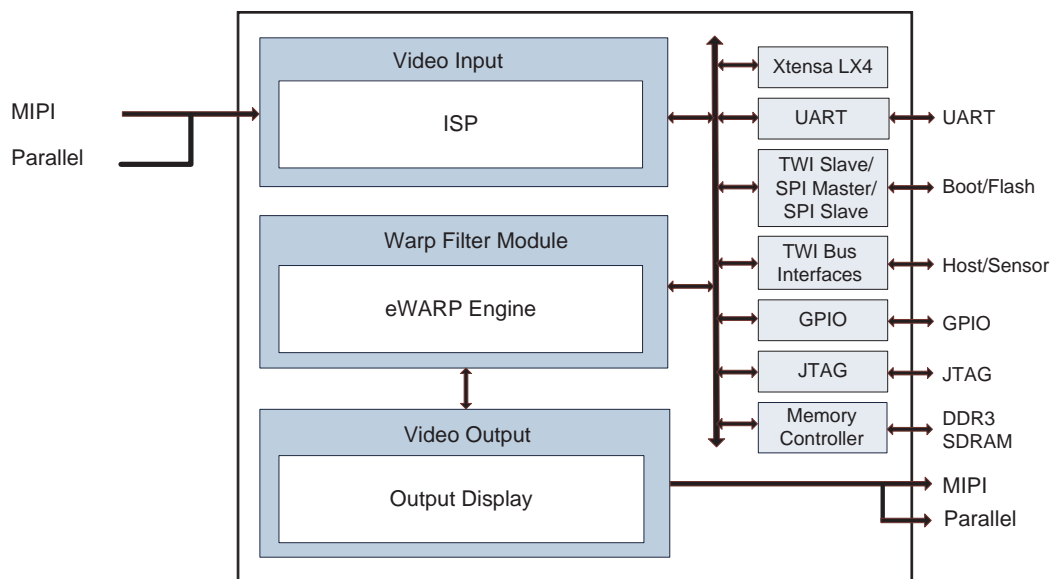 MIPI
Parallel
Video Input
ISP
Warp Filter Module
eWARP Engine
Video Output
Output Display
Xtensa LX4
UART
TWI Slave/
SPI Master/
SPI Slave
TWI Bus
Interfaces
GPIO
JTAG
Memory
Controller
UART
Boot/Flash
Host/Sensor
GPIO
JTAG
DDR3
SDRAM
MIPI
Parallel